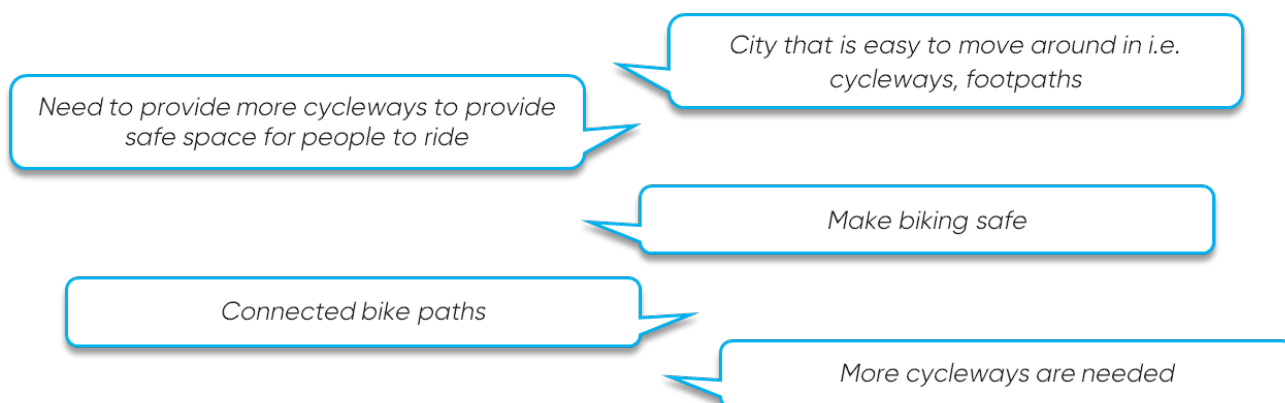 City that is easy to move around in i.e.
cycleways, footpaths
Need to provide more cycleways to provide
safe space for people to ride
Make biking safe
Connected bike paths
More cycleways are needed